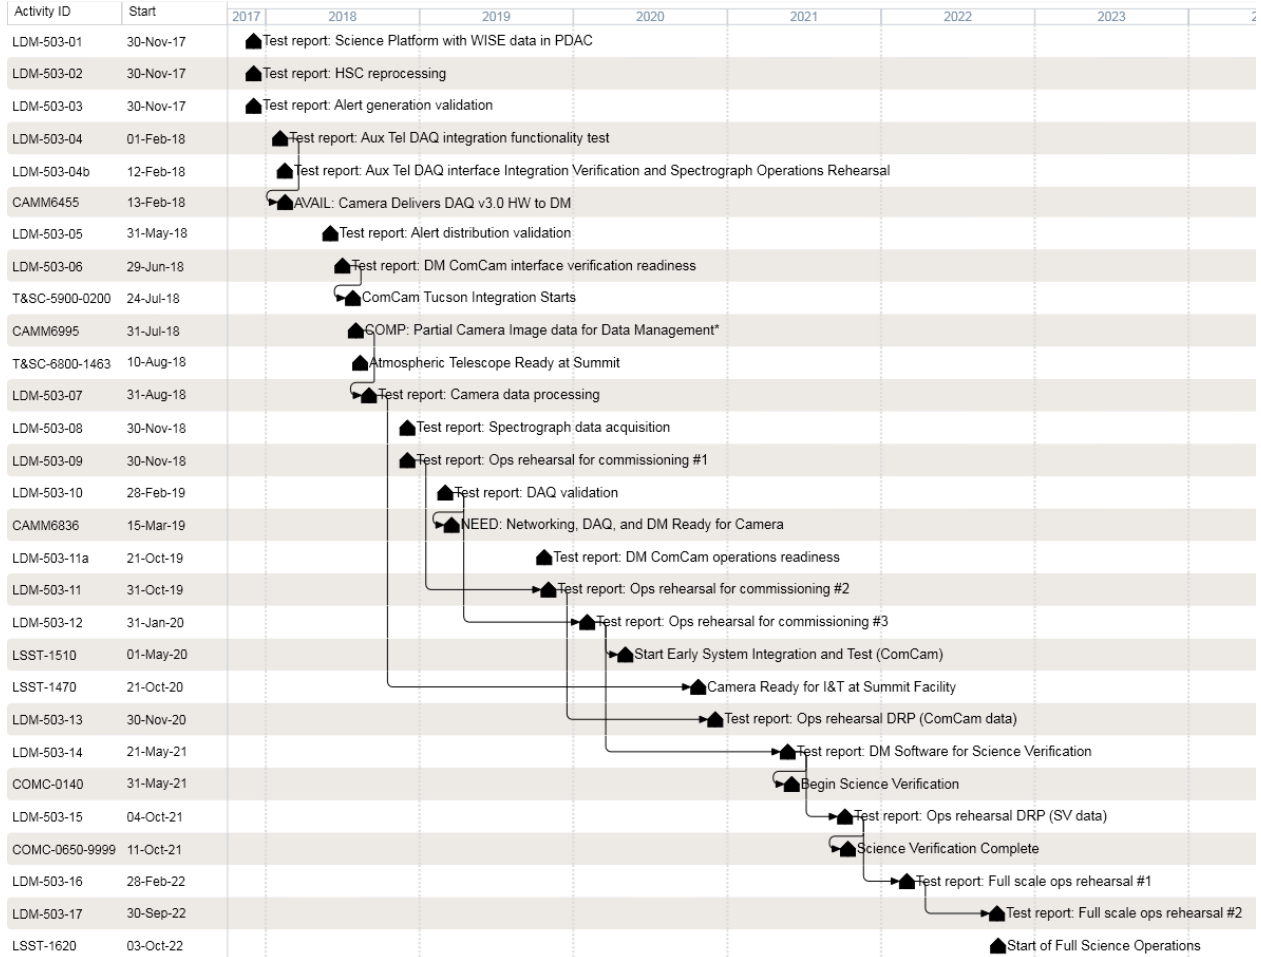 Activity ID Start 2017 2018 2019 2020 2021 2022 2023 2
LDM-503-01 30-Nov-17 Test report: Science Platform with WISE data in PDAC
LDM-503-02 30-Nov-17 Test report: HSC reprocessing
LDM-503-03 30-Nov-17 Test report: Alert generation validation
LDM-503-04 01-Feb-18 Test report: Aux Tel DAQ integration functionality test
LDM-503-04b 12-Feb-18 Test report: Aux Tel DAQ interface Integration Verification and Spectrograph Operations Rehearsal
CAMM6455 13-Feb-18 AVAIL: Camera Delivers DAQ v3.0 HW to DM
LDM-503-05 31-May-18 Test report: Alert distribution validation
LDM-503-06 29-Jun-18 Test report: DM ComCam interface verification readiness
T&SC-5900-0200 24-Jul-18 ComCam Tucson Integration Starts
CAMM6995 31-Jul-18 COMP: Partial Camera Image data for Data Management*
T&SC-6800-1463 10-Aug-18 Atmospheric Telescope Ready at Summit
LDM-503-07 31-Aug-18 Test report: Camera data processing
LDM-503-08 30-Nov-18 Test report: Spectrograph data acquisition
LDM-503-09 30-Nov-18 Test report: Ops rehearsal for commissioning #1
LDM-503-10 28-Feb-19 Test report: DAQ validation
CAMM6836 15-Mar-19 NEED: Networking, DAQ, and DM Ready for Camera
LDM-503-11a 21-Oct-19 Test report: DM ComCam operations readiness
LDM-503-11 31-Oct-19 Test report: Ops rehearsal for commissioning #2
LDM-503-12 31-Jan-20 Test report: Ops rehearsal for commissioning #3
LSST-1510 01-May-20 Start Early System Integration and Test (ComCam)
LSST-1470 21-Oct-20 Camera Ready for I&T at Summit Facility
LDM-503-13 30-Nov-20 Test report: Ops rehearsal DRP (ComCam data)
LDM-503-14 21-May-21 Test report: DM Software for Science Verification
COMC-0140 31-May-21 Begin Science Verification
LDM-503-15 04-Oct-21 Test report: Ops rehearsal DRP (SV data)
COMC-0650-9999 11-Oct-21 Science Verification Complete
LDM-503-16 28-Feb-22 Test report: Full scale ops rehearsal #1
LDM-503-17 30-Sep-22 Test report: Full scale ops rehearsal #2
LSST-1620 03-Oct-22 Start of Full Science Operations